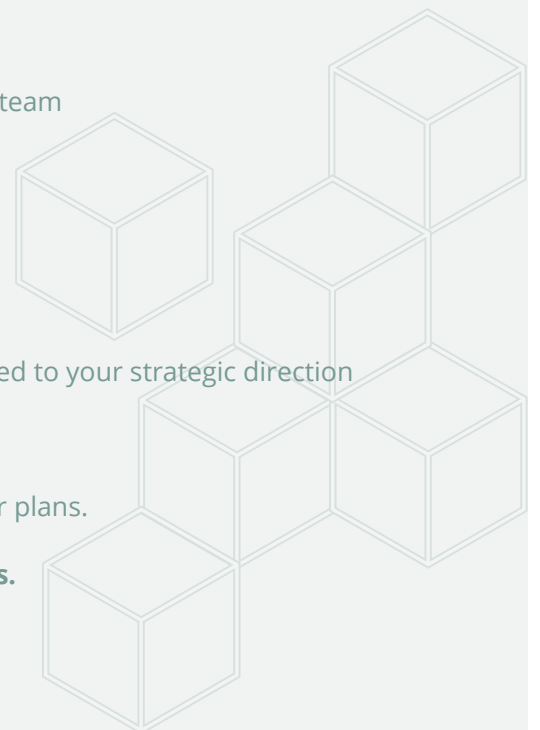 team
ed to your strategic direction
r plans.
s.